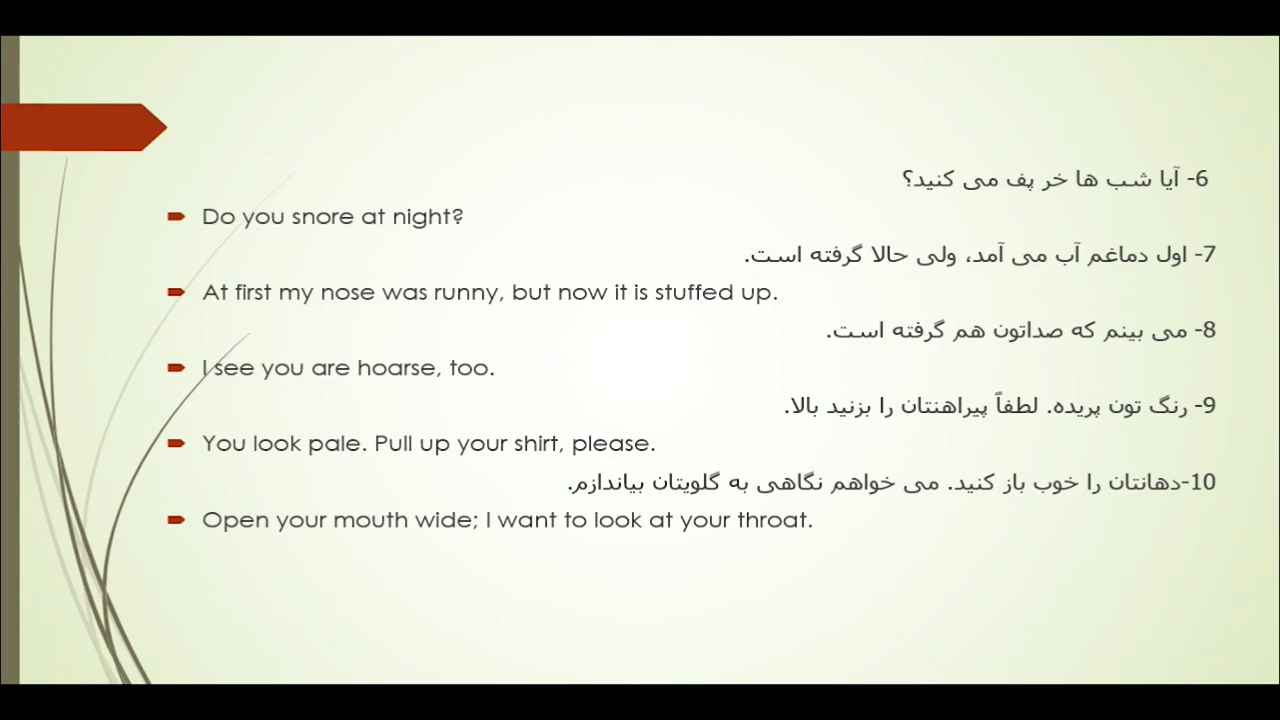 6- آیا شب ها خر پف می کنید؟
Do you snore at night?
7- اول دماغم آب می آمد، ولی حالا گرفته است.
At first my nose was runny, but now it is stuffed up.
8- می بینم که صداتون هم گرفته است.
I see you are hoarse, too.
9- رنگ تون پریده. لطفاً پیراهنتان را بزنید بالا.
You look pale. Pull up your shirt, please.
10-دهانتان را خوب باز کنید. می خواهم نگاهی به گلویتان بیاندازم.
Open your mouth wide; I want to look at your throat.